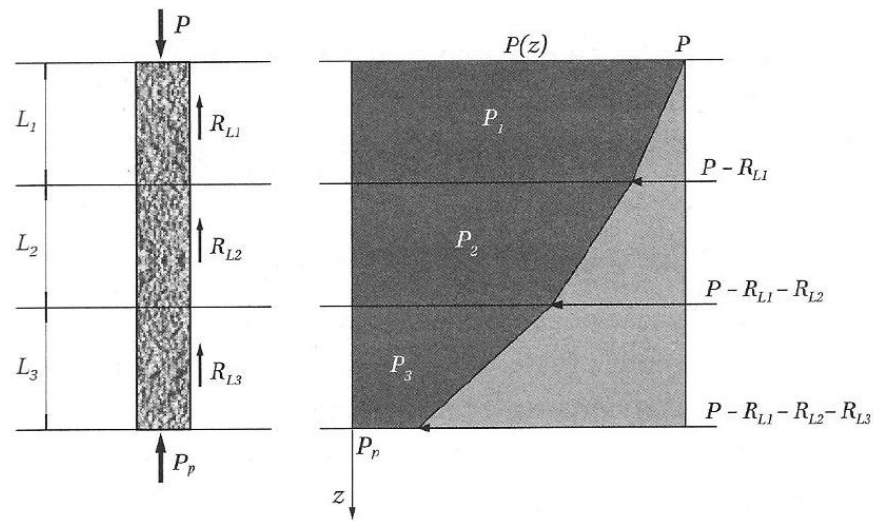 P
P(z)
P
L1
RL1
P1
P – RL1
L2
RL2
P2
P – RL1 – RL2
L3
RL3
P3
P – RL1 – RL2 – RL3
Pp
Pp
z